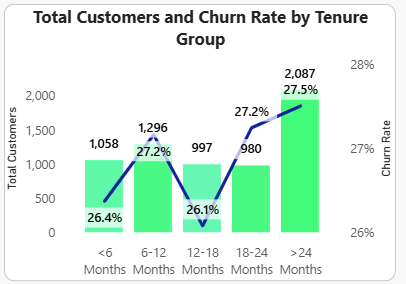 Total Customers and Churn Rate by Tenure
Group
28%
2,087
27.5%
2,000
1,296
27.2%
1,500
1,058
27.2%
997
980
27%
1,000
500
26.4%
26.1%
0
26%
Total Customers
Churn Rate
<6
Months
6-12
Months
12-18
Months
18-24
Months
>24
Months